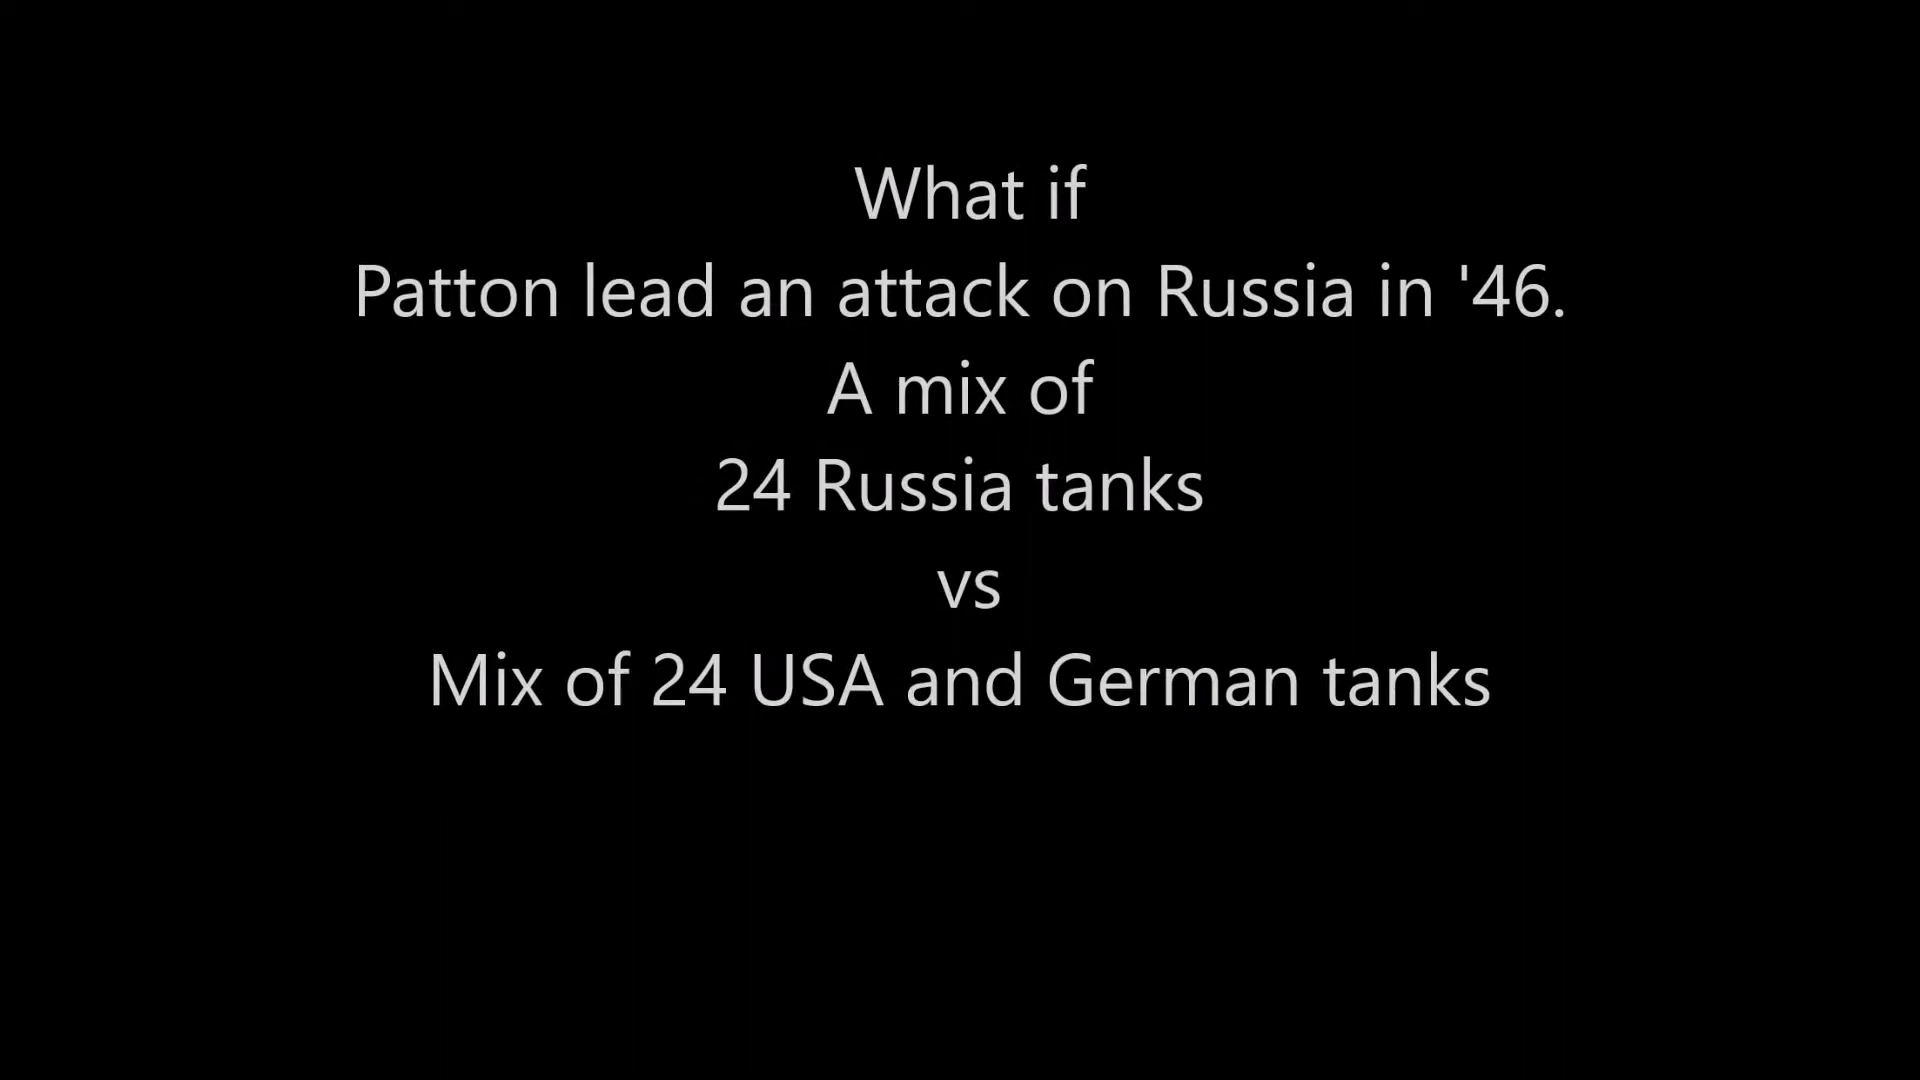 What if
Patton lead an attack on Russia in '46.
A mix of
24 Russia tanks
vs
Mix of 24 USA and German tanks